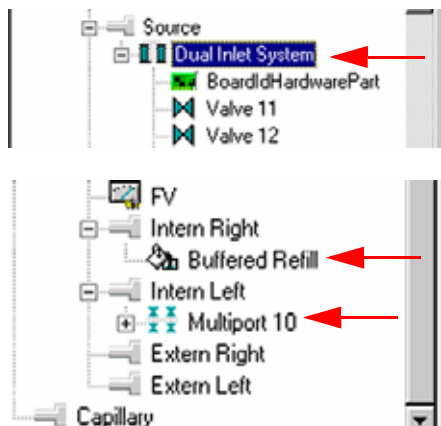 Source
Dual Inlet System
BoardIdHardwarePart
Valve 11
Valve 12
FV
Intern Right
Buffered Refill
Intern Left
Multiport 10
Extern Right
Extern Left
Capillary